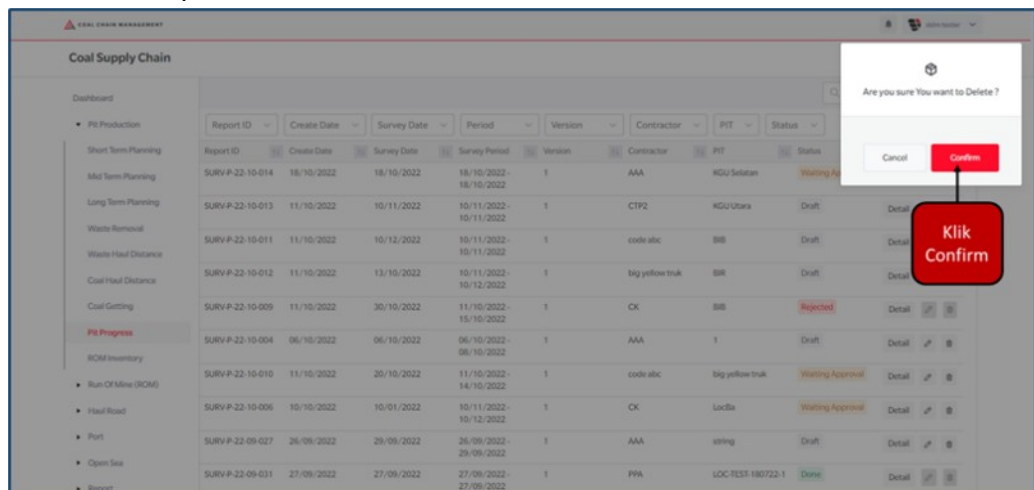 COAL CHAIN MANAGEMENT
Coal Supply Chain
Are you sure You want to Delete ?
Cancel Confirm
Klik
Confirm
Dashboard
Pit Production
Short Term Planning
Mid Term Planning
Long Term Planning
Waste Removal
Waste Haul Distance
Coal Haul Distance
Coal Getting
Pit Progress
ROM Inventory
Run Of Mine (ROM)
Haul Road
Port
Open Sea
Report
Report ID Create Date Survey Date Period Version Contractor PIT Status
Report ID Create Date Survey Date Survey Period Version Contractor PIT Status
SURV-P-22-10-014 18/10/2022 18/10/2022 18/10/2022 - 1 AAA KGU Selatan Waiting
18/10/2022
SURV-P-22-10-013 11/10/2022 10/11/2022 10/11/2022 - 1 CTP2 KGU Utara Draft Detail
10/11/2022
SURV-P-22-10-011 11/10/2022 10/12/2022 10/11/2022 - 1 code abc BIB Draft Detail
10/11/2022
SURV-P-22-10-012 11/10/2022 13/10/2022 10/11/2022 - 1 big yellow truk BIR Draft Detail
10/12/2022
SURV-P-22-10-009 11/10/2022 30/10/2022 11/10/2022 - 1 CK BIB Rejected Detail
15/10/2022
SURV-P-22-10-004 06/10/2022 06/10/2022 06/10/2022 - 1 AAA 1 Draft Detail
08/10/2022
SURV-P-22-10-010 11/10/2022 20/10/2022 11/10/2022 - 1 code abc big yellow truk Waiting Approval Detail
14/10/2022
SURV-P-22-10-006 10/10/2022 10/01/2022 10/11/2022 - 1 CK LocBa Waiting Approval Detail
10/12/2022
SURV-P-22-09-027 26/09/2022 29/09/2022 26/09/2022 - 1 AAA string Draft Detail
29/09/2022
SURV-P-22-09-031 27/09/2022 27/09/2022 27/09/2022 - 1 PPA LOC-TEST-180722-1 Done Detail
27/09/2022